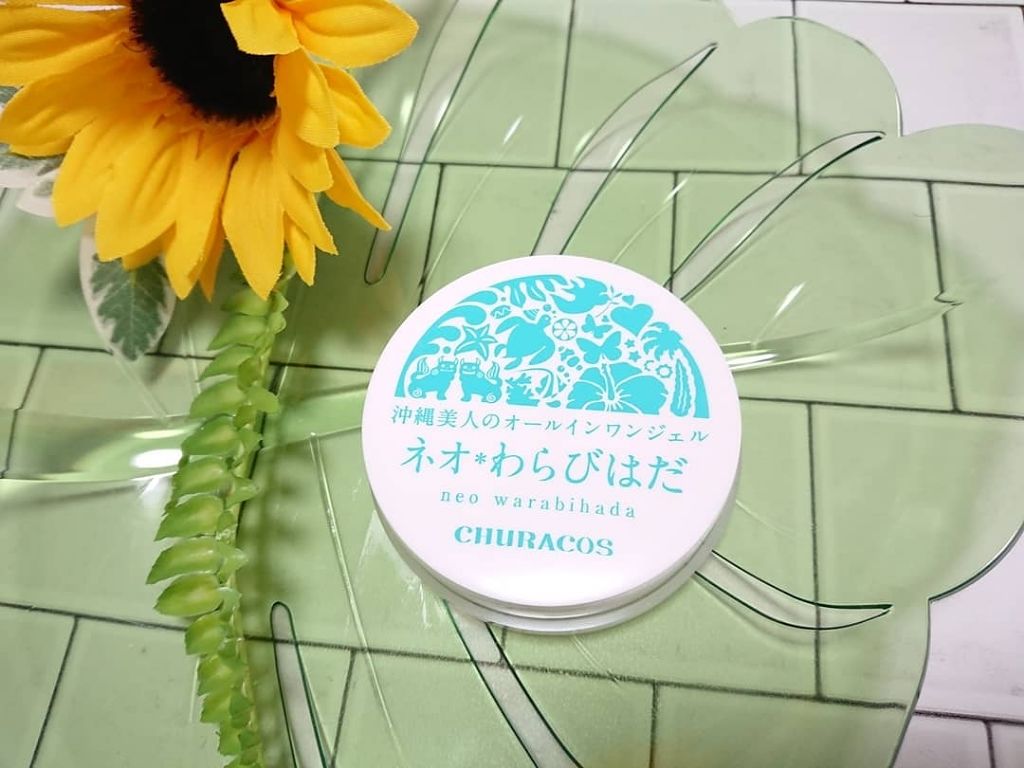 沖縄美人のオールインワンジェル
ネオ*わらびはだ
neo warabihada
CHURACOS